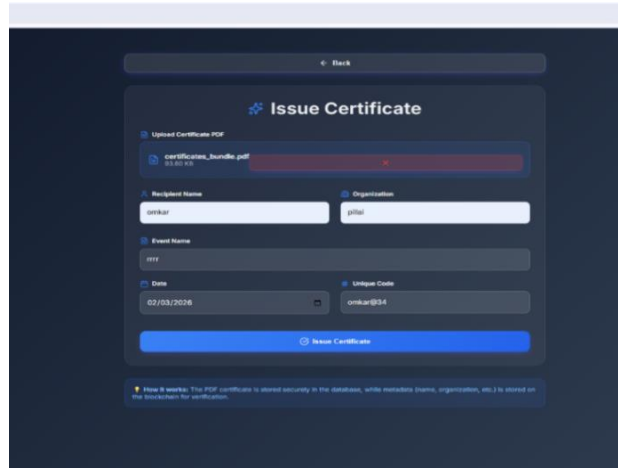 ← Back
Issue Certificate
Upload Certificate PDF
certificates_bundle.pdf
93.60 KB
Recipient Name
Organization
omkar
pillai
Event Name
rrrr
Date
Unique Code
02/03/2026
omkar@34
Issue Certificate
How it works: The PDF certificate is stored securely in the database, while metadata (name, organization, etc.) is stored on
the blockchain for verification.